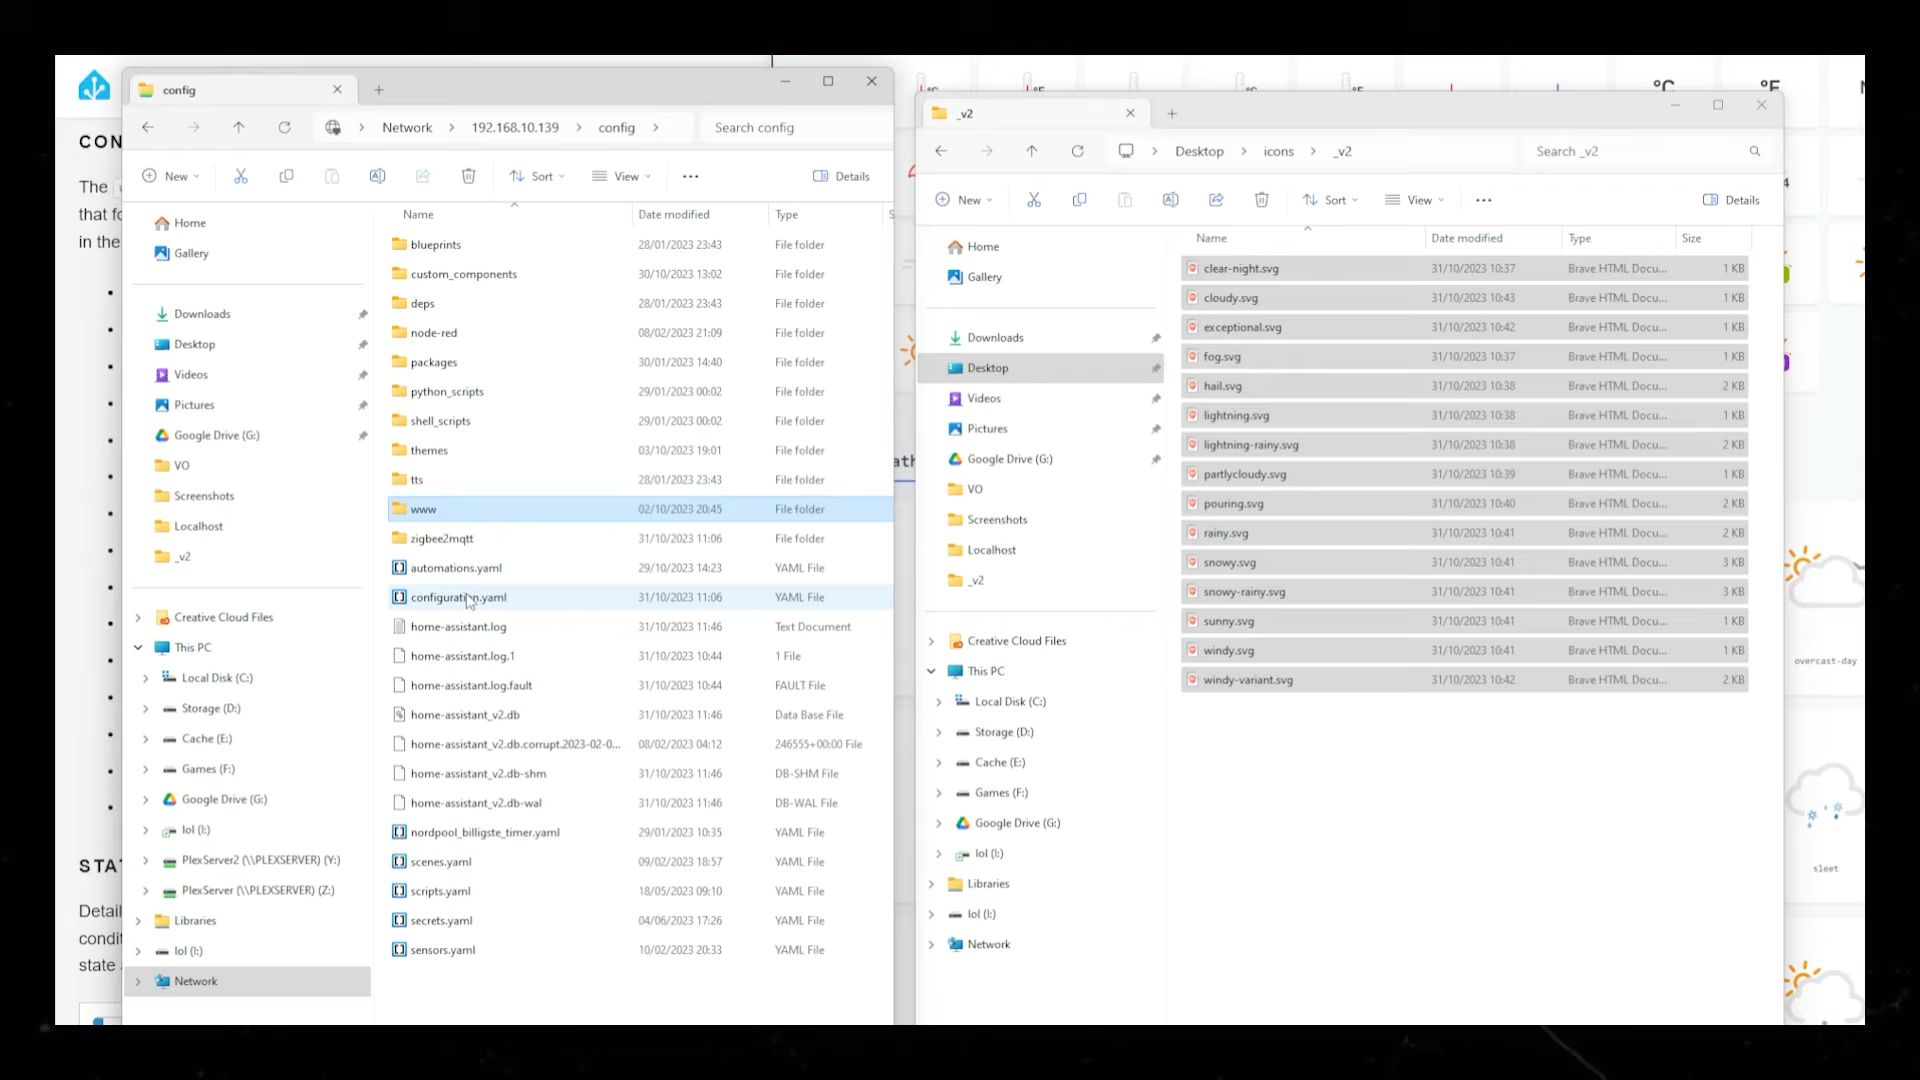 config
Network
192.168.10.139
config
Search config
New
Sort
View
Details
Home
Gallery
Downloads
Desktop
Videos
Pictures
Google Drive (G:)
VO
Screenshots
Localhost
_v2
Creative Cloud Files
This PC
Local Disk (C:)
Storage (D:)
Cache (E:)
Games (F:)
Google Drive (G:)
lol (I:)
PlexServer2 (\\PLEXSERVER) (Y:)
PlexServer (\\PLEXSERVER) (Z:)
Libraries
lol (I:)
Network
Name Date modified Type
blueprints 28/01/2023 23:43 File folder
custom_components 30/10/2023 13:02 File folder
deps 28/01/2023 23:43 File folder
node-red 08/02/2023 21:09 File folder
packages 30/01/2023 14:40 File folder
python_scripts 29/01/2023 00:02 File folder
shell_scripts 29/01/2023 00:02 File folder
themes 03/10/2023 19:01 File folder
tts 28/01/2023 23:43 File folder
www 02/10/2023 20:45 File folder
zigbee2mqtt 31/10/2023 11:06 File folder
automations.yaml 29/10/2023 14:23 YAML File
configuration.yaml 31/10/2023 11:06 YAML File
home-assistant.log 31/10/2023 11:46 Text Document
home-assistant.log.1 31/10/2023 10:44 1 File
home-assistant.log.fault 31/10/2023 10:44 FAULT File
home-assistant_v2.db 31/10/2023 11:46 Data Base File
home-assistant_v2.db.corrupt.2023-02-0... 08/02/2023 04:12 246555+00:00 File
home-assistant_v2.db-shm 31/10/2023 11:46 DB-SHM File
home-assistant_v2.db-wal 31/10/2023 11:46 DB-WAL File
nordpool_billigste_timer.yaml 29/01/2023 10:35 YAML File
scenes.yaml 09/02/2023 18:57 YAML File
scripts.yaml 18/05/2023 09:10 YAML File
secrets.yaml 04/06/2023 17:26 YAML File
sensors.yaml 10/02/2023 20:33 YAML File
_v2
Desktop
icons
_v2
Search _v2
New
Sort
View
Details
Home
Gallery
Downloads
Desktop
Videos
Pictures
Google Drive (G:)
VO
Screenshots
Localhost
_v2
Creative Cloud Files
This PC
Local Disk (C:)
Storage (D:)
Cache (E:)
Games (F:)
Google Drive (G:)
lol (I:)
Libraries
lol (I:)
Network
Name Date modified Type Size
clear-night.svg 31/10/2023 10:37 Brave HTML Docu... 1 KB
cloudy.svg 31/10/2023 10:43 Brave HTML Docu... 1 KB
exceptional.svg 31/10/2023 10:42 Brave HTML Docu... 1 KB
fog.svg 31/10/2023 10:37 Brave HTML Docu... 1 KB
hail.svg 31/10/2023 10:38 Brave HTML Docu... 2 KB
lightning.svg 31/10/2023 10:38 Brave HTML Docu... 1 KB
lightning-rainy.svg 31/10/2023 10:38 Brave HTML Docu... 2 KB
partlycloudy.svg 31/10/2023 10:39 Brave HTML Docu... 1 KB
pouring.svg 31/10/2023 10:40 Brave HTML Docu... 2 KB
rainy.svg 31/10/2023 10:41 Brave HTML Docu... 2 KB
snowy.svg 31/10/2023 10:41 Brave HTML Docu... 3 KB
snowy-rainy.svg 31/10/2023 10:41 Brave HTML Docu... 3 KB
sunny.svg 31/10/2023 10:41 Brave HTML Docu... 1 KB
windy.svg 31/10/2023 10:41 Brave HTML Docu... 1 KB
windy-variant.svg 31/10/2023 10:42 Brave HTML Docu... 2 KB
CON
The
that fo
in the
STAT
Detail
condit
state
°C °F
overcast-day
sleet